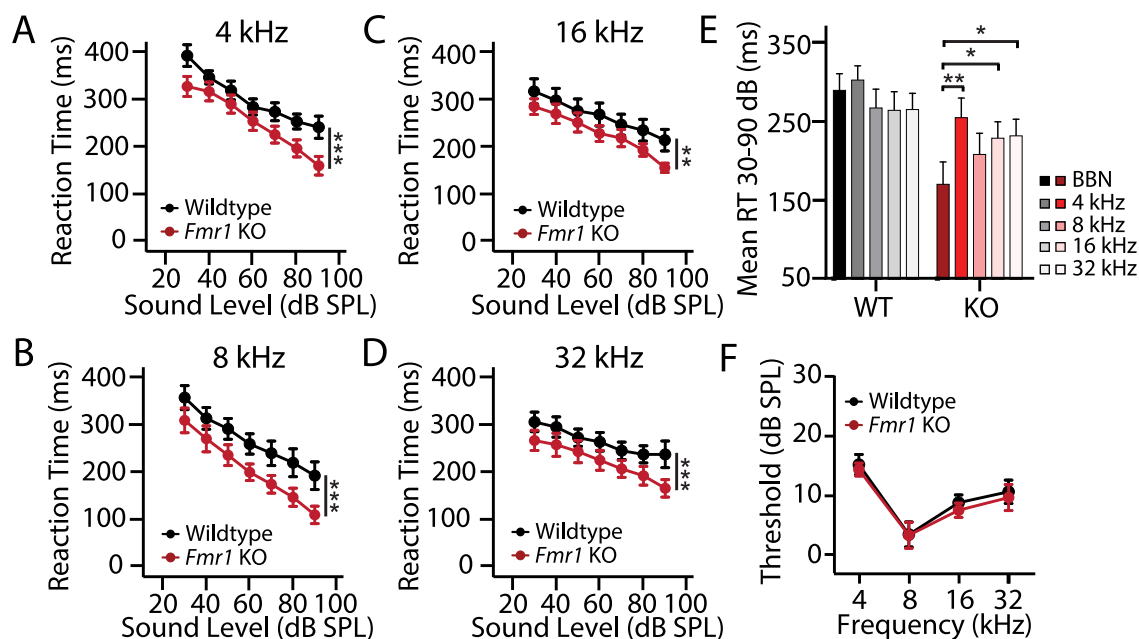 A
4 kHz
Reaction Time (ms)
400
300
200
100
0
***
Wildtype
Fmr1 KO
20 40 60 80 100
Sound Level (dB SPL)
B
8 kHz
Reaction Time (ms)
400
300
200
100
0
***
Wildtype
Fmr1 KO
20 40 60 80 100
Sound Level (dB SPL)
C
16 kHz
Reaction Time (ms)
400
300
200
100
0
**
Wildtype
Fmr1 KO
20 40 60 80 100
Sound Level (dB SPL)
D
32 kHz
Reaction Time (ms)
400
300
200
100
0
***
Wildtype
Fmr1 KO
20 40 60 80 100
Sound Level (dB SPL)
E
Mean RT 30-90 dB (ms)
350
250
150
50
*
*
**
BBN
4 kHz
8 kHz
16 kHz
32 kHz
WT KO
F
Threshold (dB SPL)
30
20
10
0
Wildtype
Fmr1 KO
4 8 16 32
Frequency (kHz)